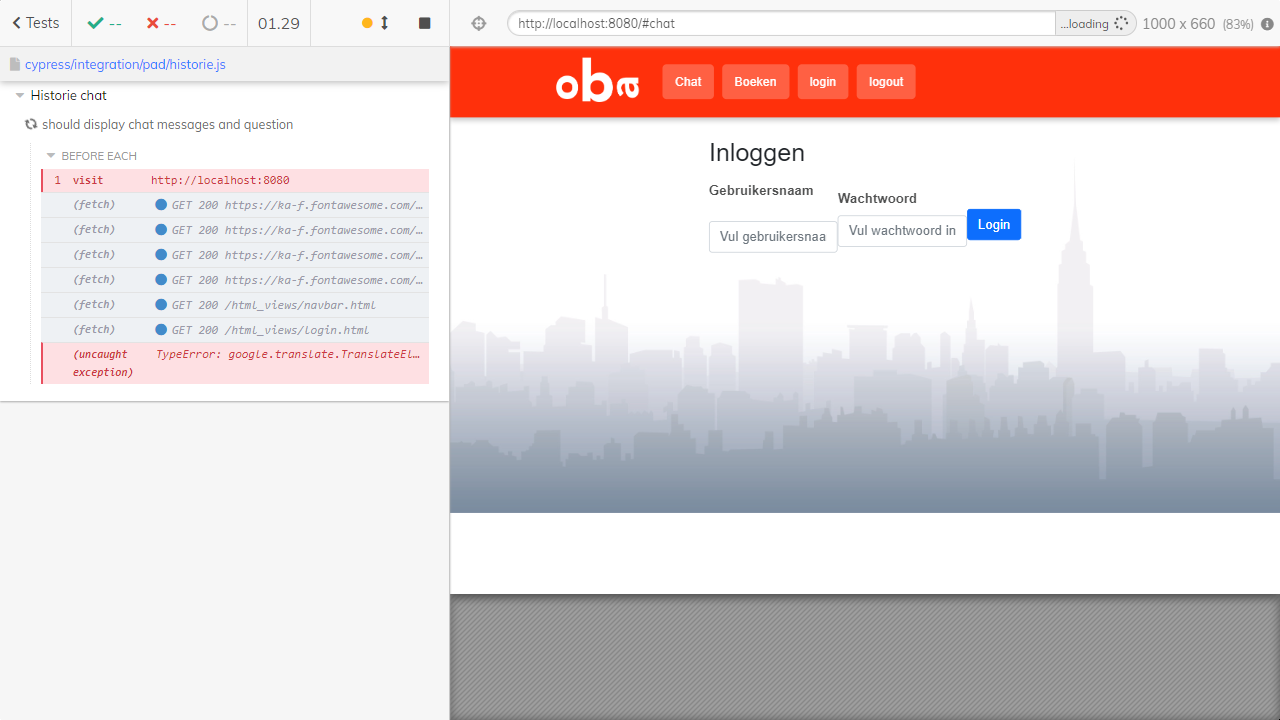 Tests
--
--
--
01.29
http://localhost:8080/#chat
...loading
1000 x 660 (83%)
cypress/integration/pad/historie.js
Historie chat
should display chat messages and question
BEFORE EACH
1 visit http://localhost:8080
(fetch) GET 200 https://ka-f.fontawesome.com/…
(fetch) GET 200 https://ka-f.fontawesome.com/…
(fetch) GET 200 https://ka-f.fontawesome.com/…
(fetch) GET 200 https://ka-f.fontawesome.com/…
(fetch) GET 200 /html_views/navbar.html
(fetch) GET 200 /html_views/login.html
(uncaught exception) TypeError: google.translate.TranslateEl…
oba
Chat
Boeken
login
logout
Inloggen
Gebruikersnaam
Wachtwoord
Vul gebruikersnaa
Vul wachtwoord in
Login